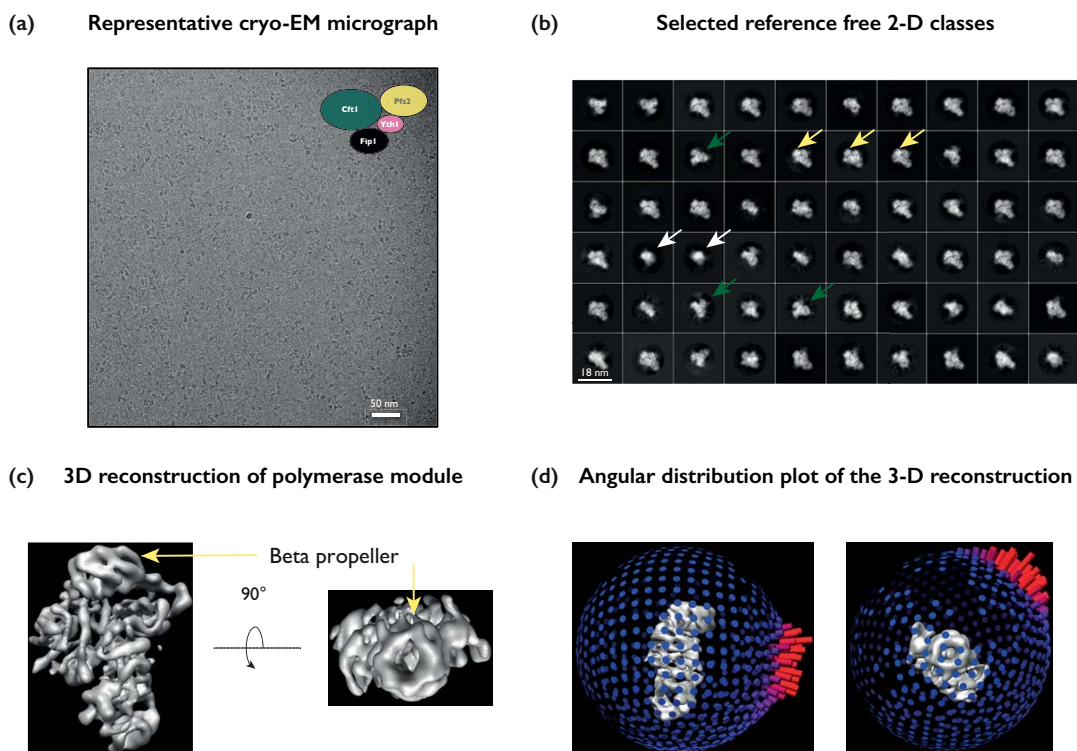 (a) Representative cryo-EM micrograph
Cft1
Pfs2
Yth1
Fip1
50 nm
(b) Selected reference free 2-D classes
18 nm
(c) 3D reconstruction of polymerase module
Beta propeller
90°
(d) Angular distribution plot of the 3-D reconstruction